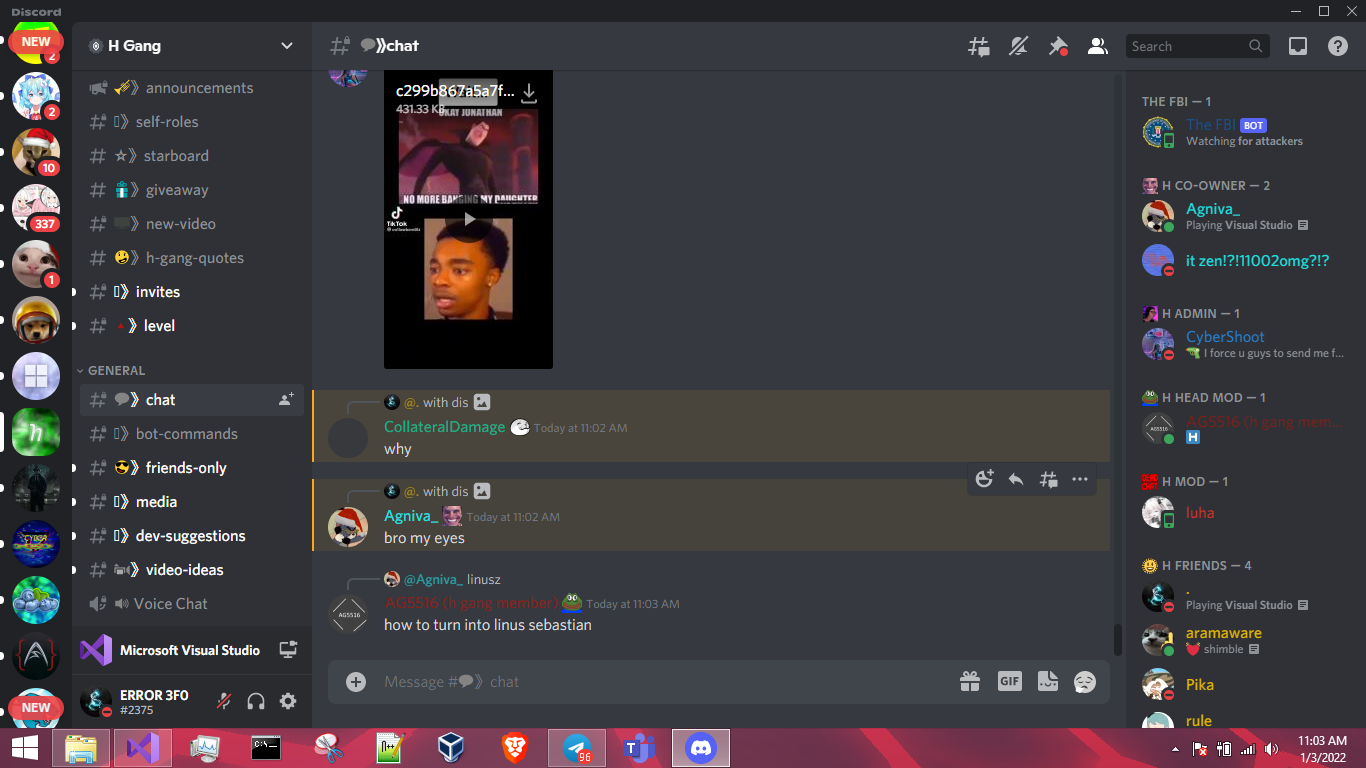 Discord
NEW
2
2
10
337
1
NEW
H Gang
announcements
self-roles
starboard
giveaway
new-video
h-gang-quotes
invites
level
GENERAL
chat
bot-commands
friends-only
media
dev-suggestions
video-ideas
Voice Chat
Microsoft Visual Studio
ERROR 3F0
#2375
chat
Search
c299b867a5a7f...
431.33 KB
OKAY JONATHAN
NO MORE BANGING MY DAUGHTER
TikTok
@. with dis
CollateralDamage Today at 11:02 AM
why
@. with dis
Agniva_ Today at 11:02 AM
bro my eyes
@Agniva_ linusz
AG5516 (h gang member) Today at 11:03 AM
AG5516
how to turn into linus sebastian
Message # chat
GIF
THE FBI — 1
The FBI BOT
Watching for attackers
H CO-OWNER — 2
Agniva_
Playing Visual Studio
it zen!?!11002omg?!?
H ADMIN — 1
CyberShoot
I force u guys to send me f...
H HEAD MOD — 1
AG5516 (h gang mem...
AG5516
H
H MOD — 1
luha
H FRIENDS — 4
.
Playing Visual Studio
aramaware
shimble
Pika
rule
96
11:03 AM
1/3/2022